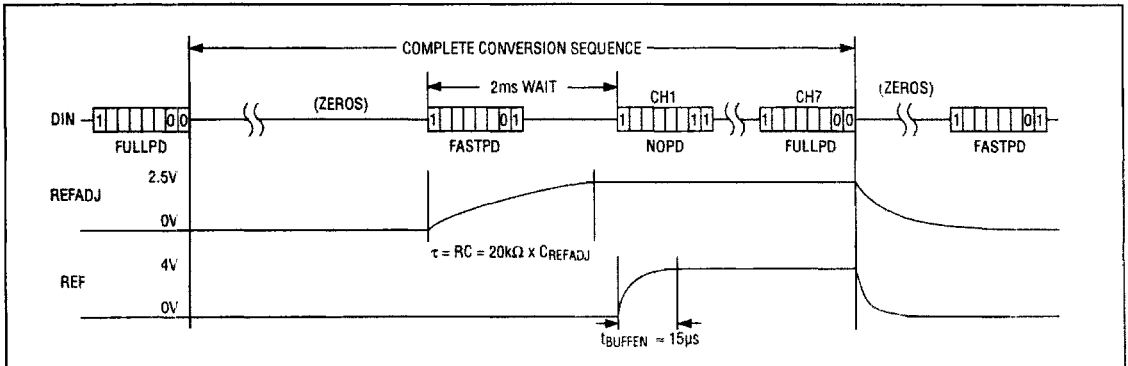 COMPLETE CONVERSION SEQUENCE
2ms WAIT
(ZEROS)
CH1
CH7
(ZEROS)
DIN
1 0 0
1 0 1
1 1 1
1 0 0
1 0 1
FULLPD
FASTPD
NOPD
FULLPD
FASTPD
REFADJ
2.5V
0V
τ = RC = 20kΩ x CREFADJ
REF
4V
0V
tBUFFEN ≈ 15µs